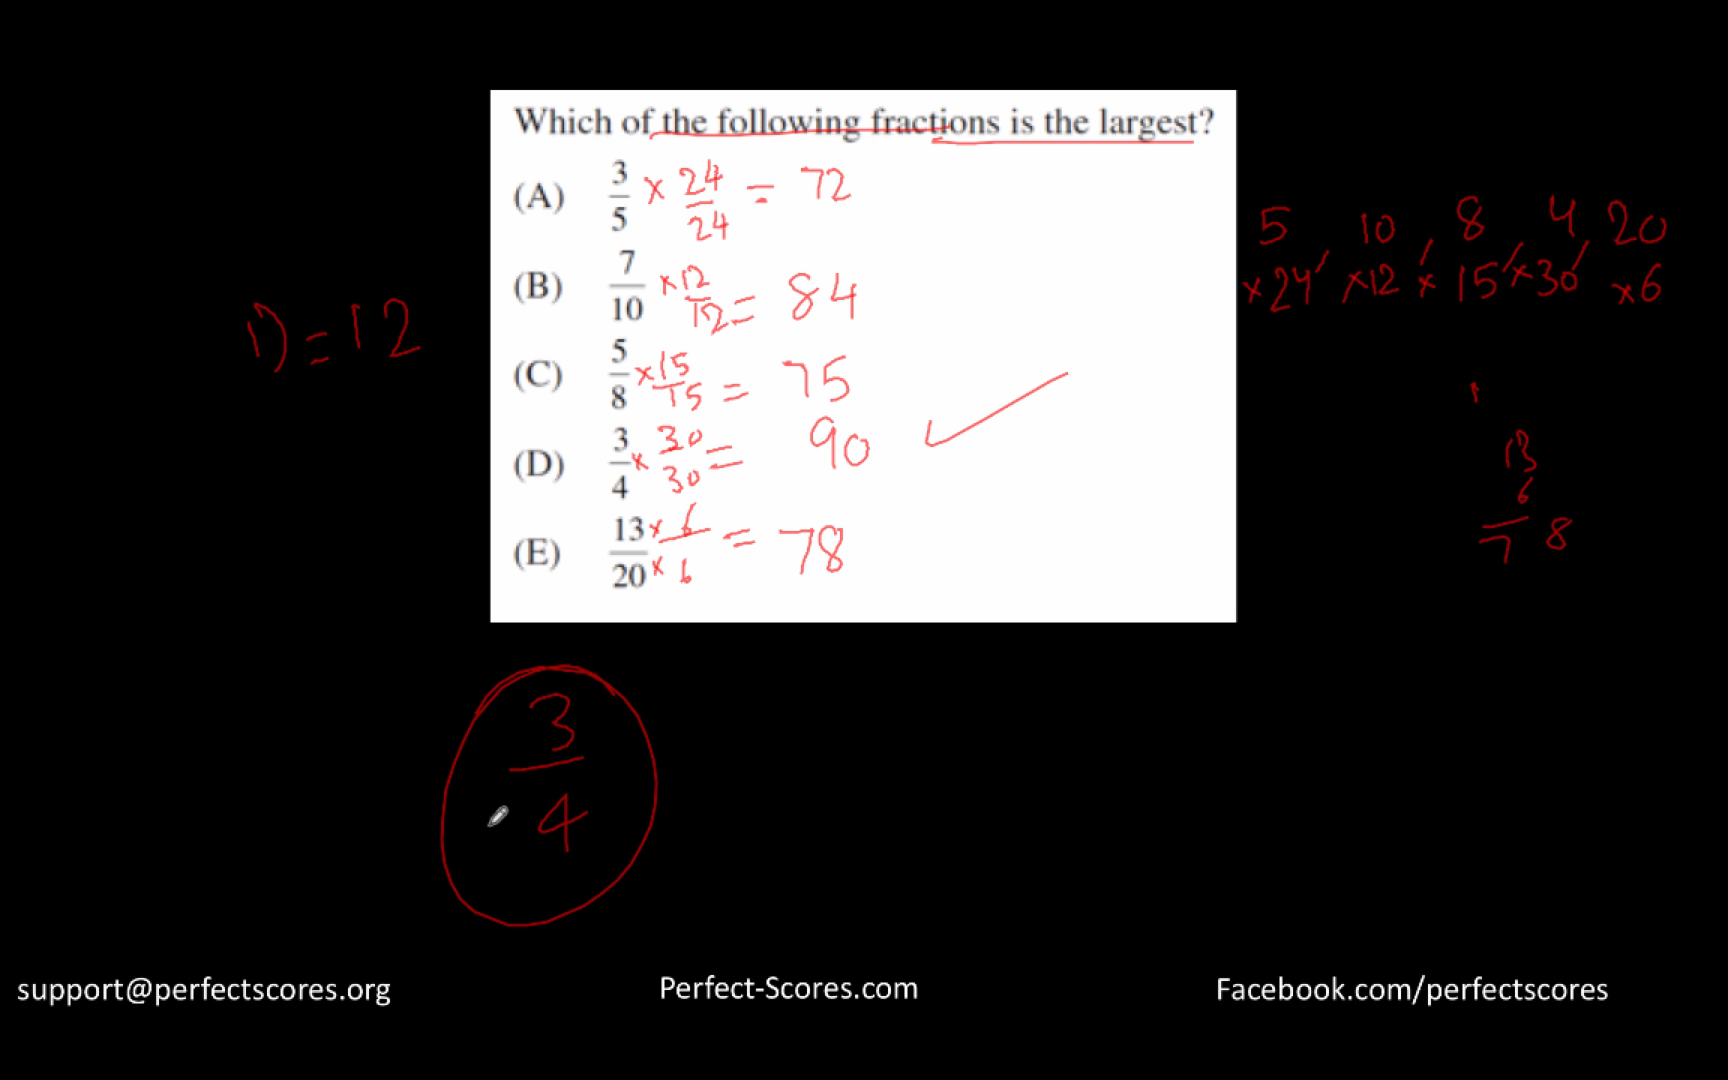 Which of the following fractions is the largest?
(A) 3/5 × 24/24 = 72
(B) 7/10 × 12/12 = 84
(C) 5/8 × 15/15 = 75
(D) 3/4 × 30/30 = 90
(E) 13/20 × 6/× 6 = 78
= 12
5 10 8 4 20
×24 ×12 × 15 ×30 ×6
13
6
78
3
4
support@perfectscores.org
Perfect-Scores.com
Facebook.com/perfectscores